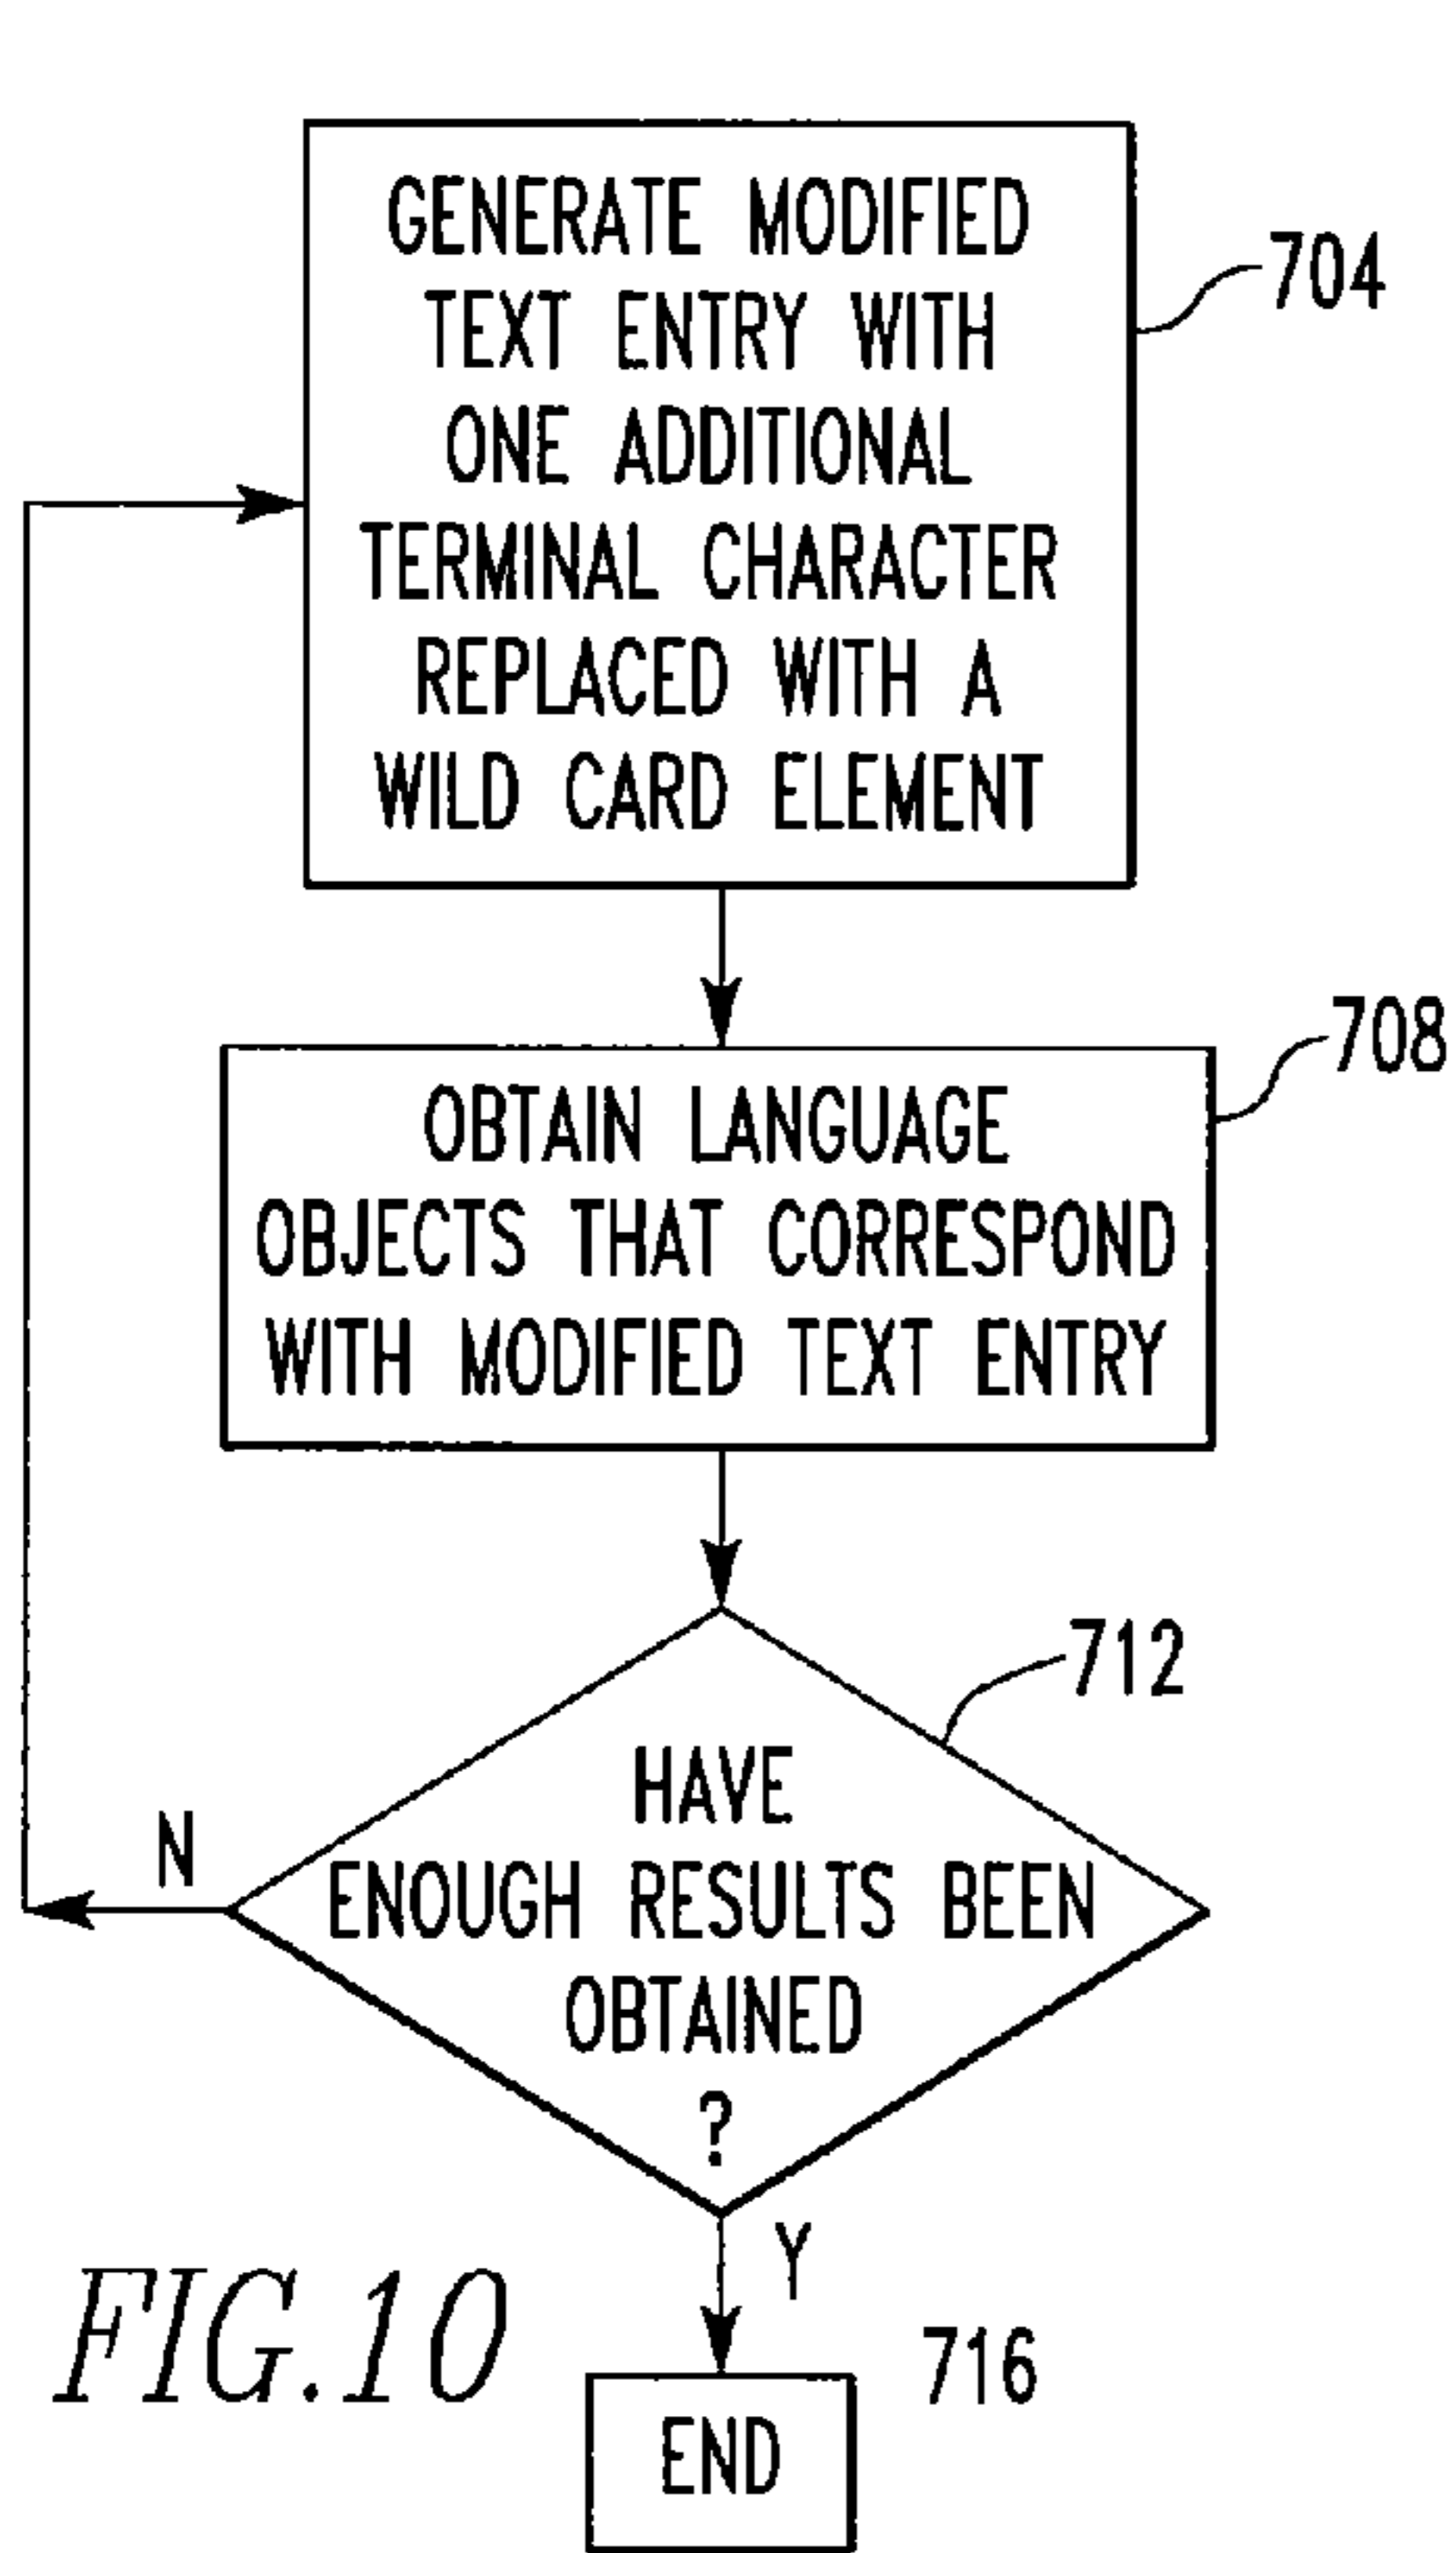 GENERATE MODIFIED
TEXT ENTRY WITH
ONE ADDITIONAL
TERMINAL CHARACTER
REPLACED WITH A
WILD CARD ELEMENT
704
OBTAIN LANGUAGE
OBJECTS THAT CORRESPOND
WITH MODIFIED TEXT ENTRY
708
712
HAVE
ENOUGH RESULTS BEEN
OBTAINED
?
N
Y
716
END
FIG.10